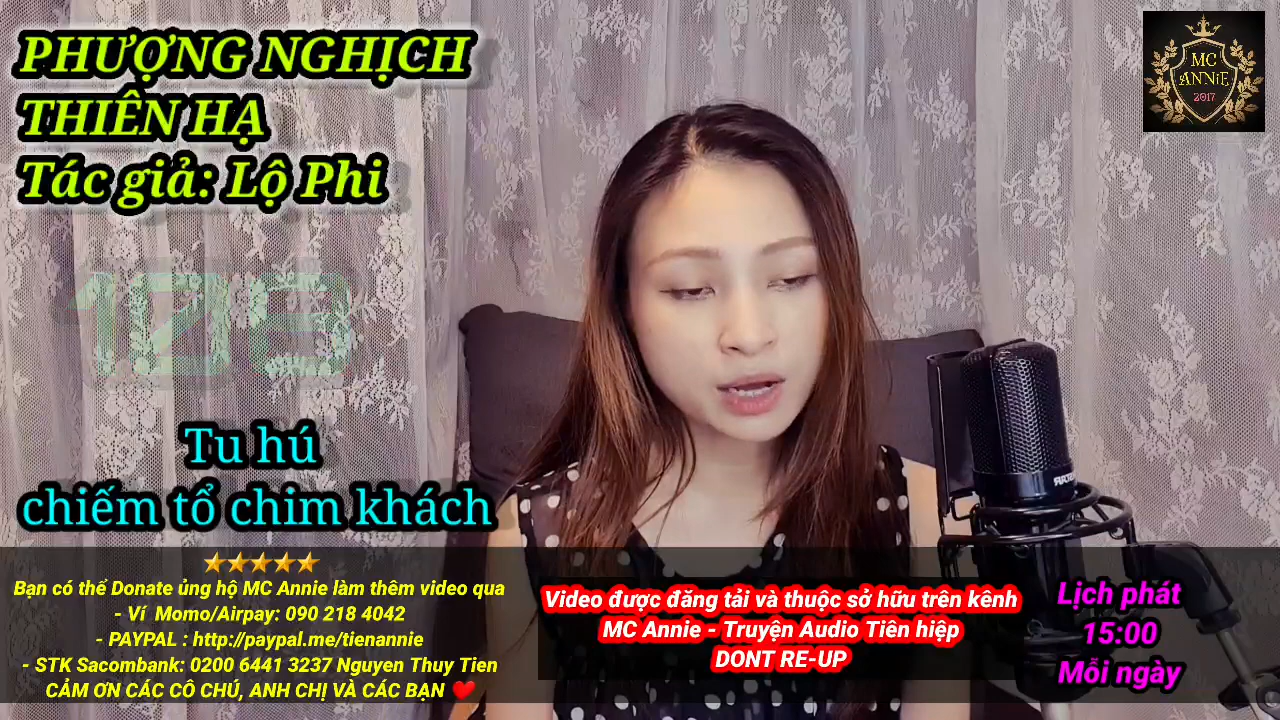 PHƯỢNG NGHỊCH
THIÊN HẠ
Tác giả: Lộ Phi
109
Tu hú
chiếm tổ chim khách
Bạn có thể Donate ủng hộ MC Annie làm thêm video qua
- Ví Momo/Airpay: 090 218 4042
- PAYPAL : http://paypal.me/tienannie
- STK Sacombank: 0200 6441 3237 Nguyen Thuy Tien
CẢM ƠN CÁC CÔ CHÚ, ANH CHỊ VÀ CÁC BẠN ❤️
Video được đăng tải và thuộc sở hữu trên kênh
MC Annie - Truyện Audio Tiên hiệp
DONT RE-UP
Lịch phát
15:00
Mỗi ngày
MC
ANNiE
2017